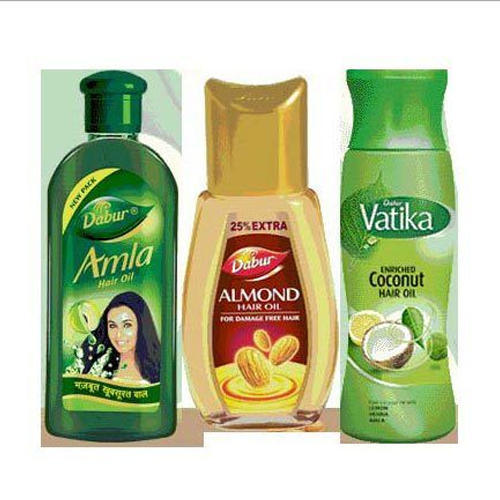 NEW PACK
Dabur®
Amla
Hair Oil
मज़बूत खूबसूरत बाल
25% EXTRA
Dabur
ALMOND
HAIR OIL
FOR DAMAGE FREE HAIR
Dabur
Vatika
ENRICHED
Coconut
HAIR OIL
LEMON
HENNA
AMLA